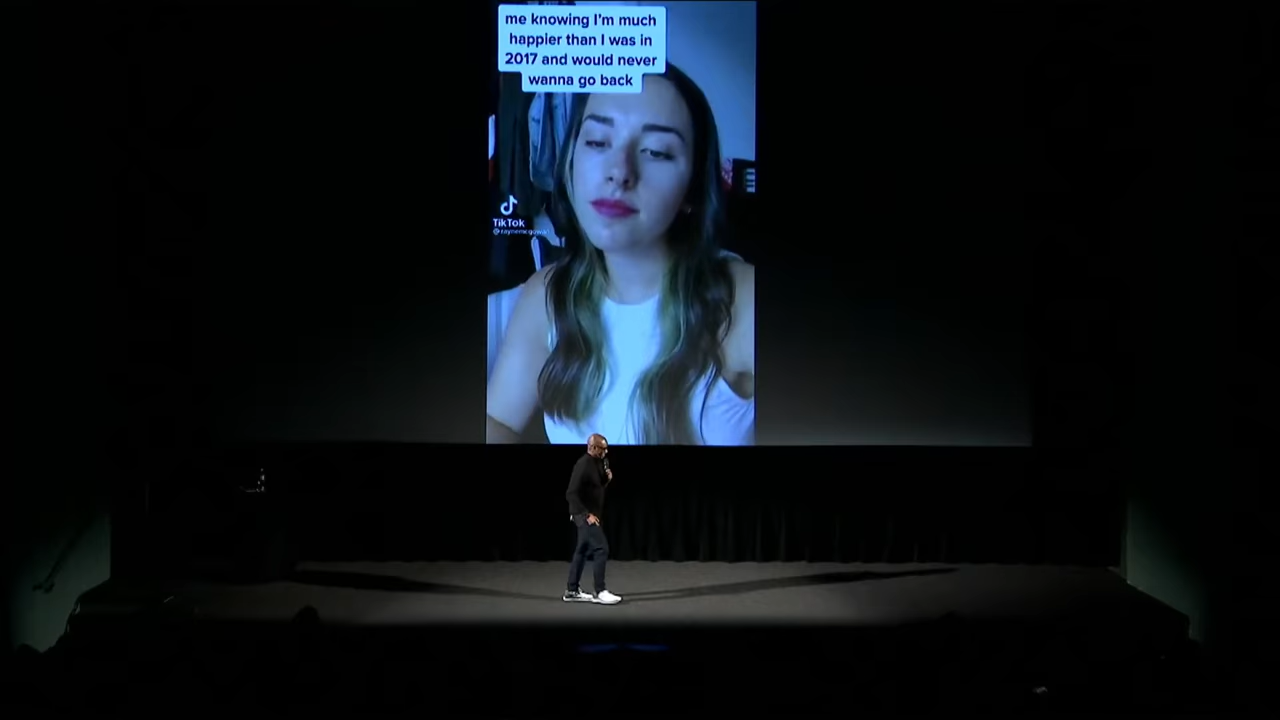 me knowing I'm much
happier than I was in
2017 and would never
wanna go back
TikTok